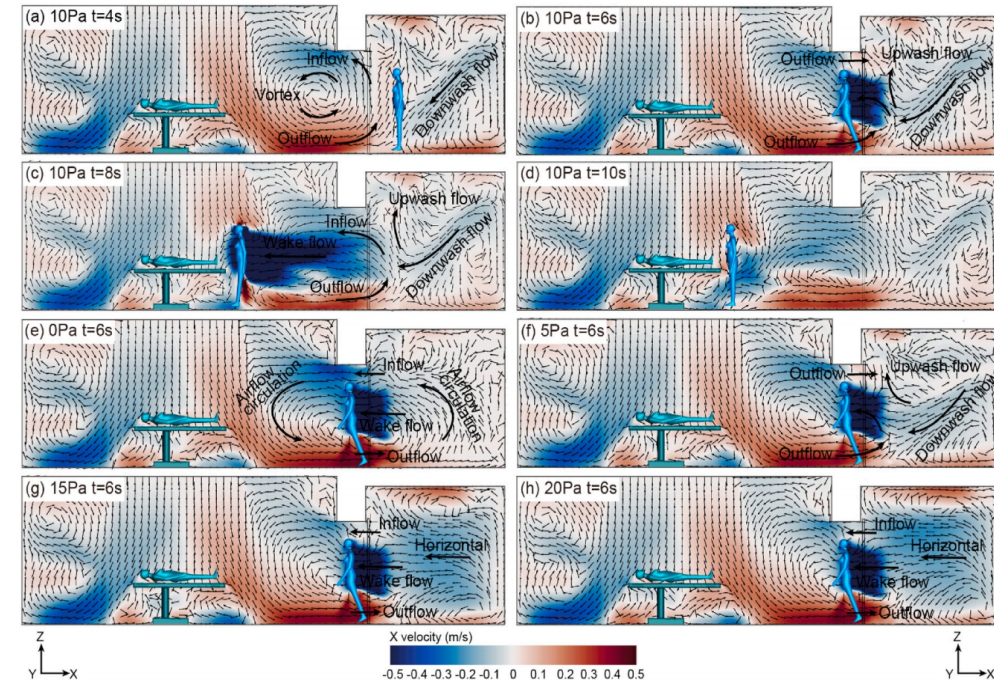 (a) 10Pa t=4s
Inflow
Vortex
Outflow
Downwash flow
(b) 10Pa t=6s
Outflow
Upwash flow
Downwash flow
Outflow
(c) 10Pa t=8s
Upwash flow
Inflow
Wake flow
Outflow
Downwash flow
(d) 10Pa t=10s
(e) 0Pa t=6s
Inflow
Airflow circulation
Airflow circulation
Wake flow
Outflow
(f) 5Pa t=6s
Outflow
Upwash flow
Downwash flow
Outflow
(g) 15Pa t=6s
Inflow
Horizontal
Wake flow
Outflow
(h) 20Pa t=6s
Inflow
Horizontal
Wake flow
Outflow
Z
Y X
X velocity (m/s)
-0.5 -0.4 -0.3 -0.2 -0.1 0 0.1 0.2 0.3 0.4 0.5
Z
Y X